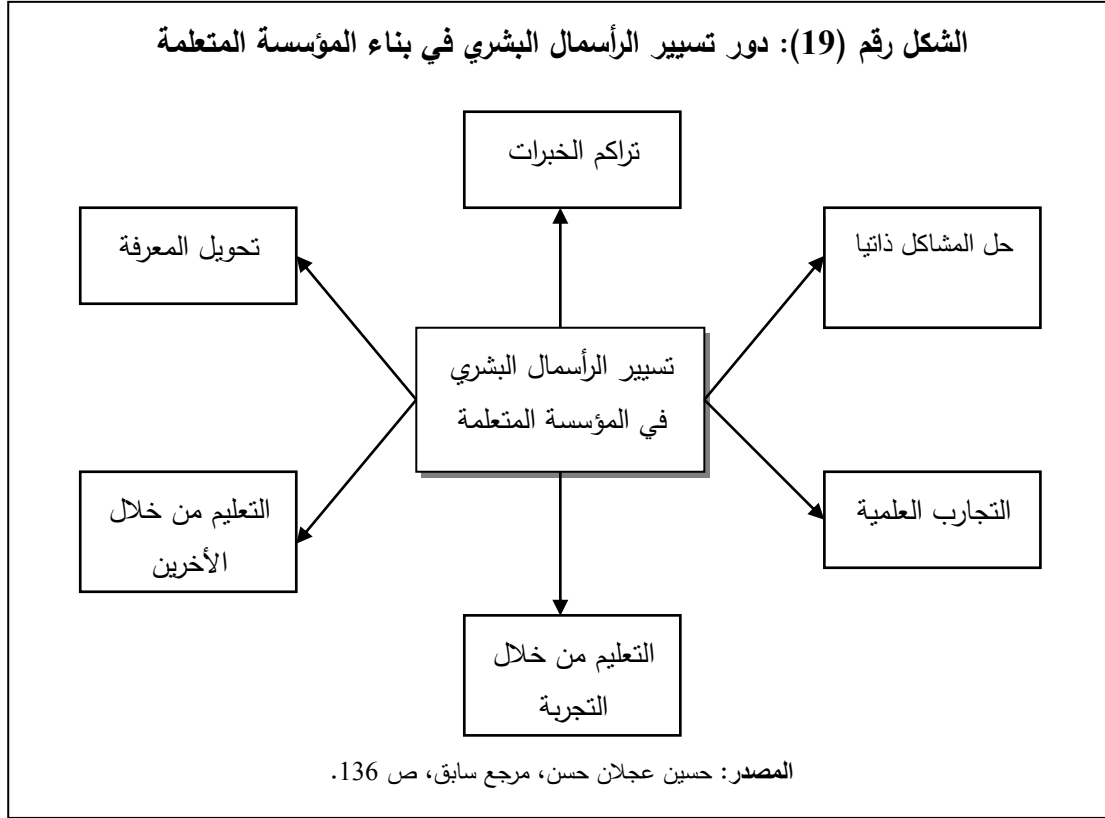 الشكل رقم (19): دور تسيير الرأسمال البشري في بناء المؤسسة المتعلمة
تراكم الخبرات
حل المشاكل ذاتيا
تحويل المعرفة
تسيير الرأسمال البشري
في المؤسسة المتعلمة
التجارب العلمية
التعليم من خلال
الأخرين
التعليم من خلال
التجربة
المصدر: حسين عجلان حسن، مرجع سابق، ص 136.